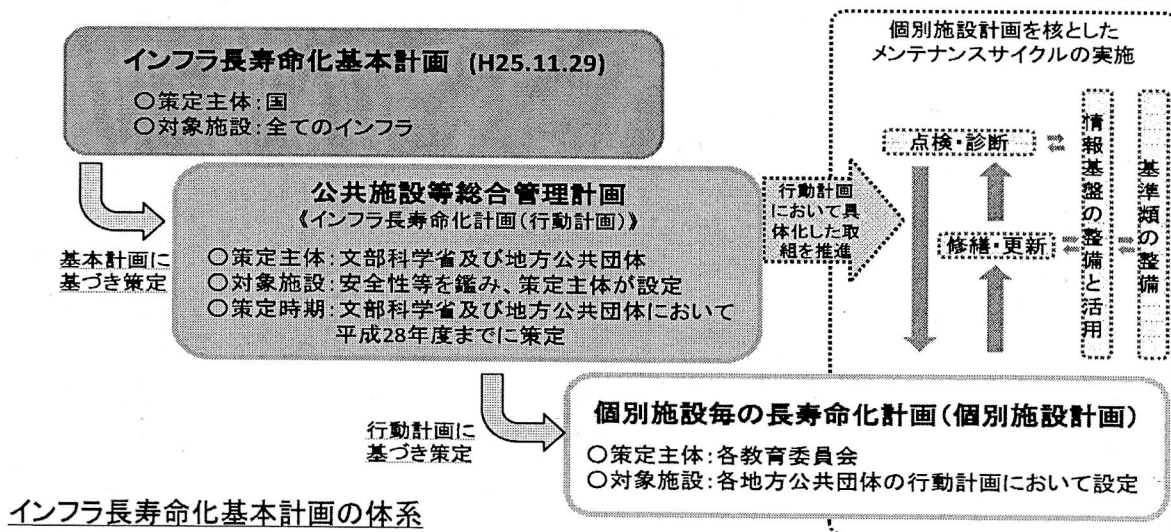 インフラ長寿命化基本計画 (H25.11.29)
○策定主体:国
○対象施設:全てのインフラ
公共施設等総合管理計画
《インフラ長寿命化計画(行動計画)》
○策定主体:文部科学省及び地方公共団体
○対象施設:安全性等を鑑み、策定主体が設定
○策定時期:文部科学省及び地方公共団体において
平成28年度までに策定
基本計画に
基づき策定
行動計画
において具
体化した取
組を推進
個別施設計画を核とした
メンテナンスサイクルの実施
点検・診断
修繕・更新
情報基盤の整備と活用
基準類の整備
行動計画に
基づき策定
個別施設毎の長寿命化計画(個別施設計画)
○策定主体:各教育委員会
○対象施設:各地方公共団体の行動計画において設定
インフラ長寿命化基本計画の体系